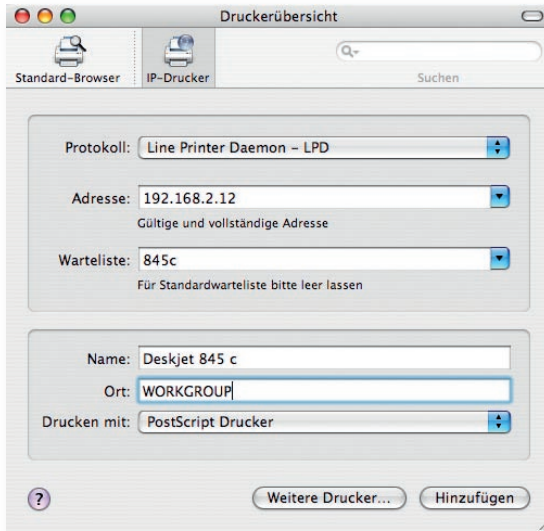 Druckerübersicht
Standard-Browser
IP-Drucker
Suchen
Protokoll: Line Printer Daemon – LPD
Adresse: 192.168.2.12
Gültige und vollständige Adresse
Warteliste: 845c
Für Standardwarteliste bitte leer lassen
Name: Deskjet 845 c
Ort: WORKGROUP
Drucken mit: PostScript Drucker
? Weitere Drucker... Hinzufügen